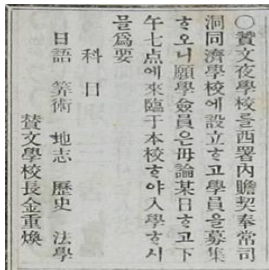 ○贊文夜學校를西署內贍契奉常司
洞同濟學校에設立ᄒᆞ고學員을募集
ᄒᆞ오니願學僉員은毋論某日ᄒᆞ고下
午七点에來臨于本校ᄒᆞ야入學ᄒᆞ시
믈爲要
科目
日語 筭術 地志 歷史 法學
贊文學校長金重煥